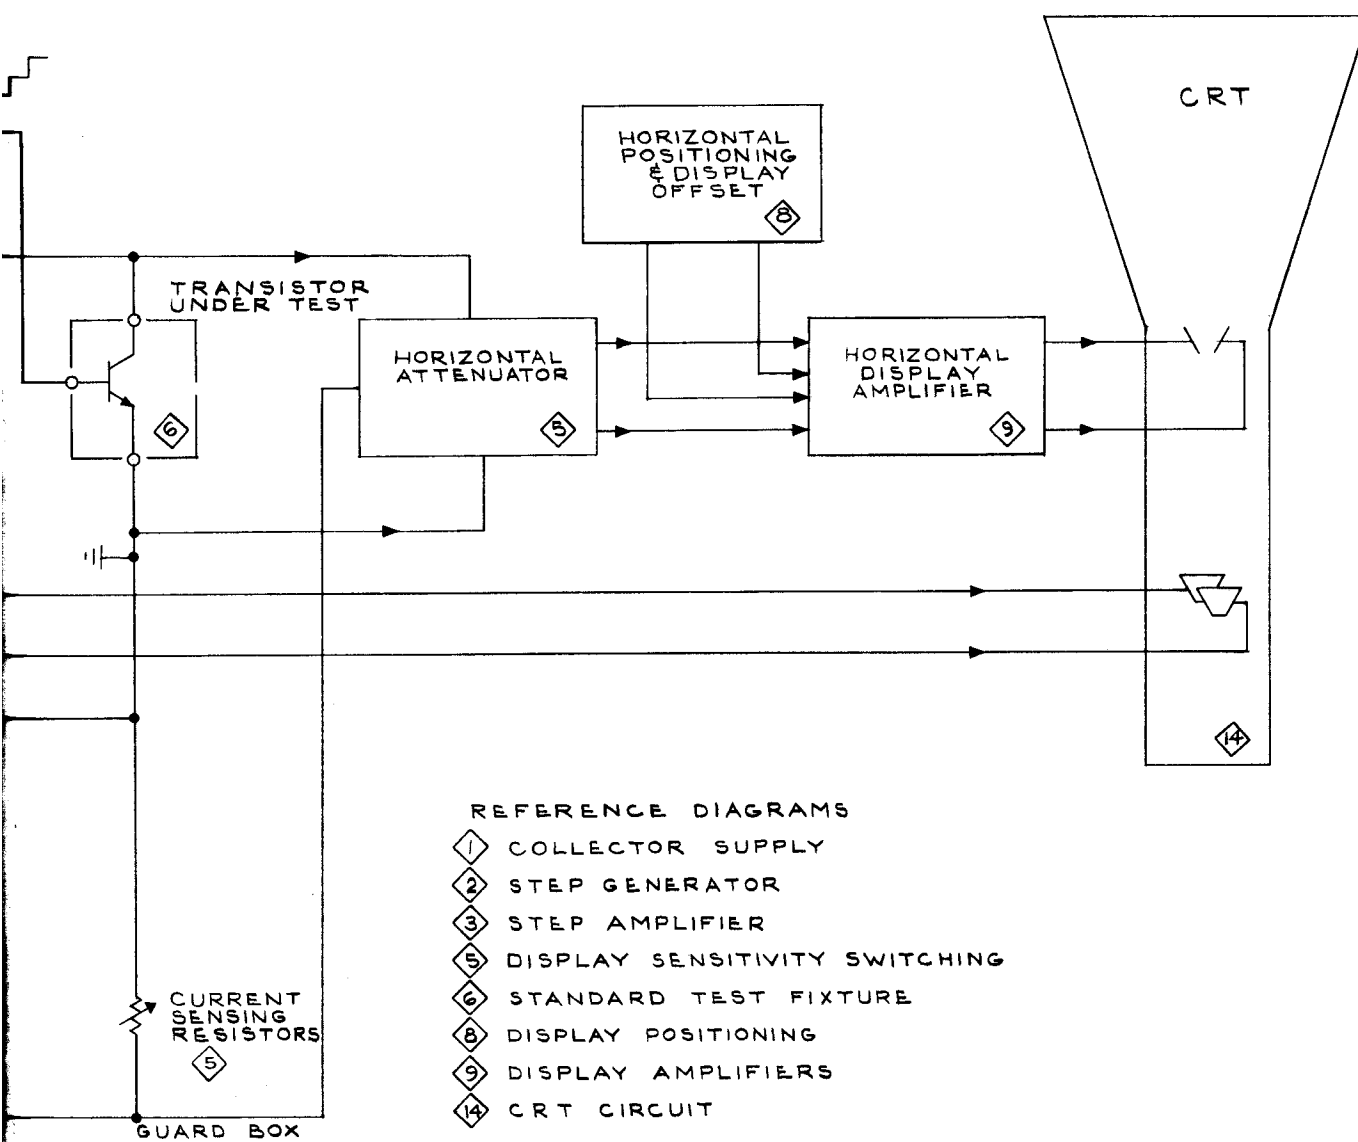 CRT
HORIZONTAL
POSITIONING
& DISPLAY
OFFSET
8
TRANSISTOR
UNDER TEST
HORIZONTAL
ATTENUATOR
5
HORIZONTAL
DISPLAY
AMPLIFIER
9
6
14
REFERENCE DIAGRAMS
1 COLLECTOR SUPPLY
2 STEP GENERATOR
3 STEP AMPLIFIER
5 DISPLAY SENSITIVITY SWITCHING
6 STANDARD TEST FIXTURE
8 DISPLAY POSITIONING
9 DISPLAY AMPLIFIERS
14 CRT CIRCUIT
CURRENT
SENSING
RESISTORS
5
GUARD BOX